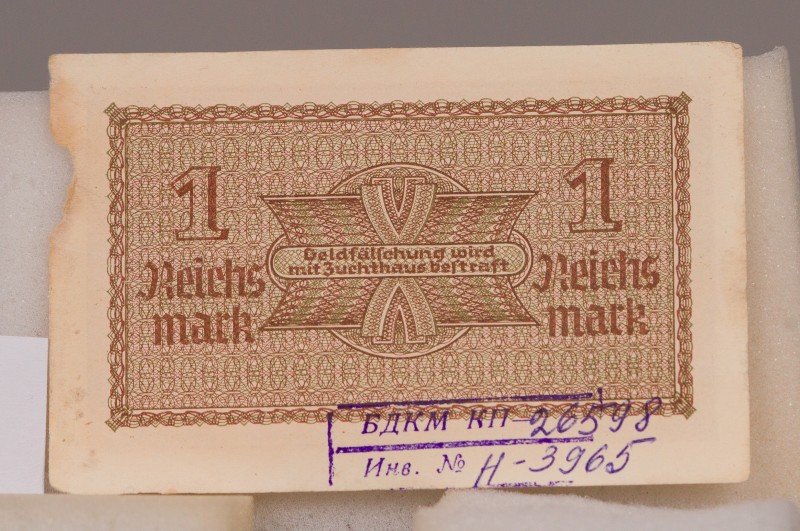 1
1
Reichs
mark
Geldfälschung wird
mit Zuchthaus bestraft
Reichs
mark
БДКМ КП 26598
Инв. № Н-3965